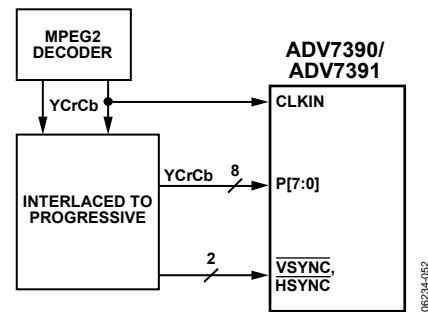 MPEG2
DECODER
ADV7390/
ADV7391
YCrCb
CLKIN
YCrCb
8
P[7:0]
INTERLACED TO
PROGRESSIVE
2
VSYNC,
HSYNC
06234-052